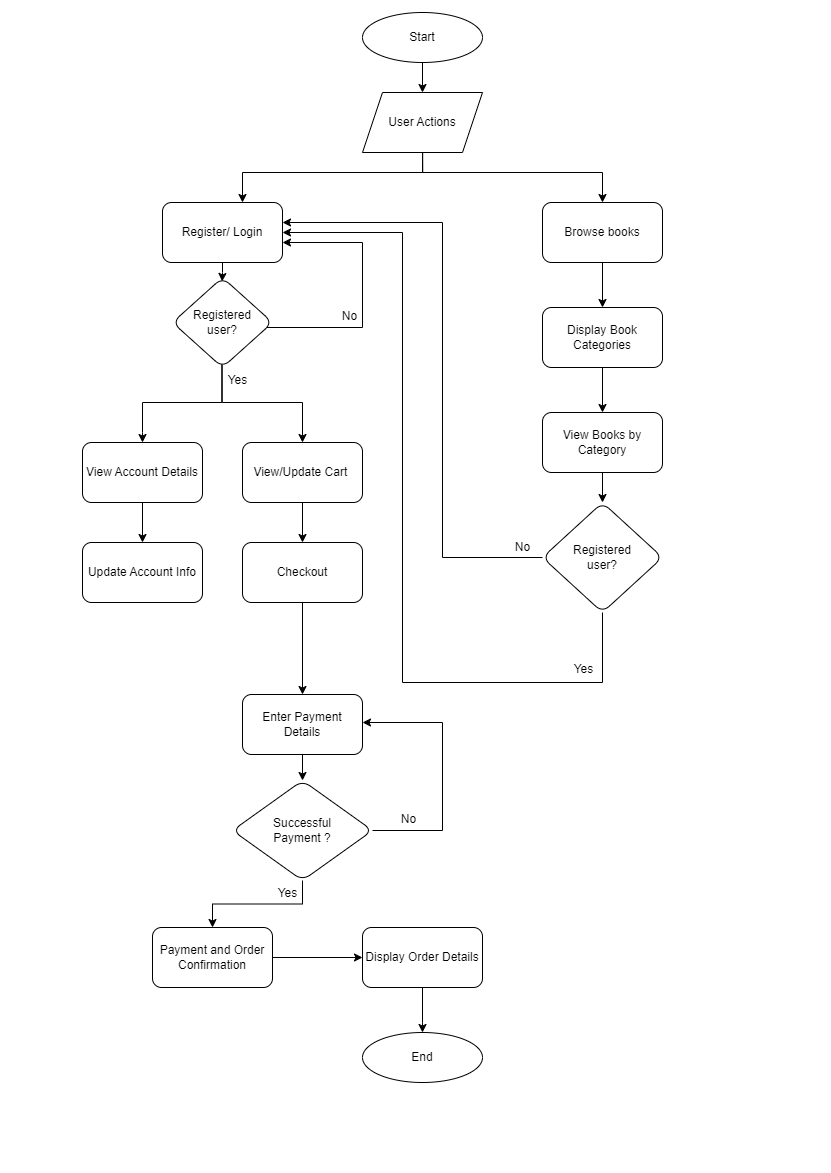 Start
User Actions
Register/ Login
Browse books
Registered
user?
No
Display Book
Categories
Yes
View Account Details
View/Update Cart
View Books by
Category
Update Account Info
Checkout
No
Registered
user?
Yes
Enter Payment
Details
Successful
Payment ?
No
Yes
Payment and Order
Confirmation
Display Order Details
End